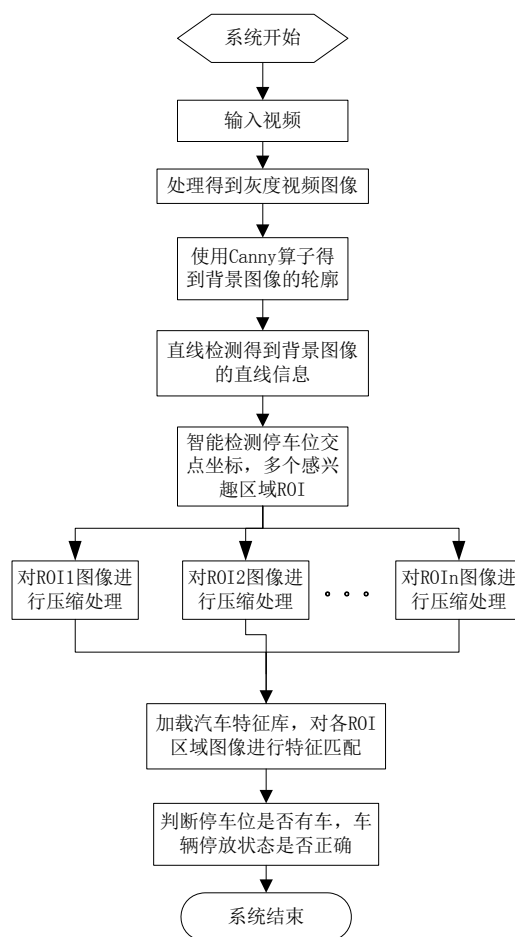 系统开始
输入视频
处理得到灰度视频图像
使用Canny算子得
到背景图像的轮廓
直线检测得到背景图像
的直线信息
智能检测停车位交
点坐标，多个感兴
趣区域ROI
对ROI1图像进
行压缩处理
对ROI2图像进
行压缩处理
。。。
对ROIn图像进
行压缩处理
加载汽车特征库，对各ROI
区域图像进行特征匹配
判断停车位是否有车，车
辆停放状态是否正确
系统结束